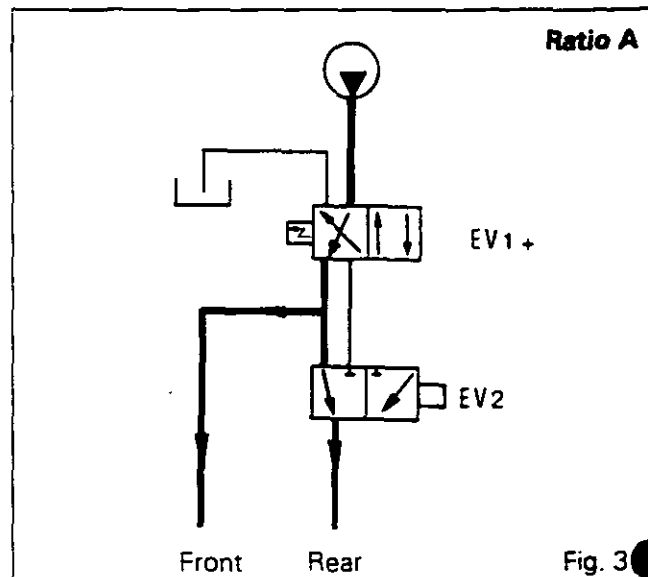 Ratio A
EV1 +
EV2
Front Rear
Fig. 3